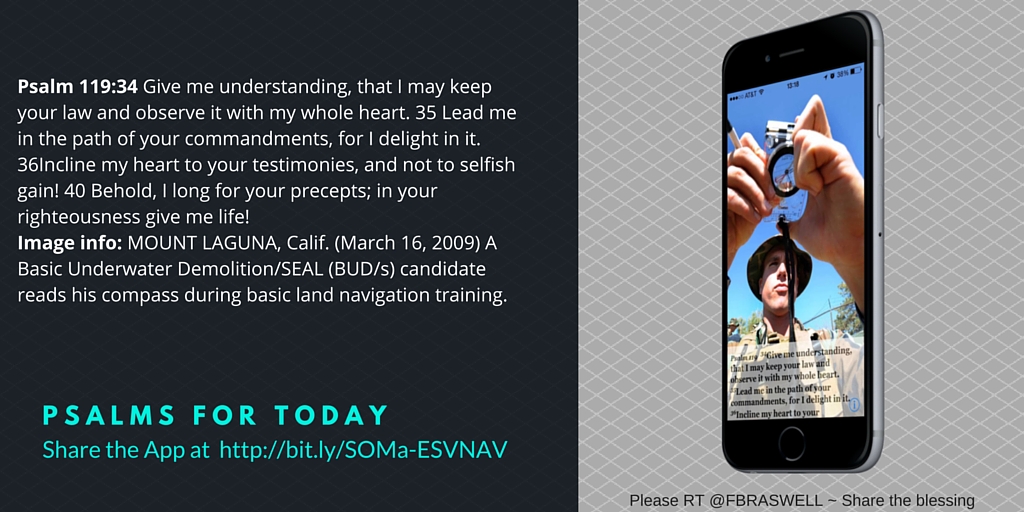 Psalm 119:34 Give me understanding, that I may keep
your law and observe it with my whole heart. 35 Lead me
in the path of your commandments, for I delight in it.
36Incline my heart to your testimonies, and not to selfish
gain! 40 Behold, I long for your precepts; in your
righteousness give me life!
Image info: MOUNT LAGUNA, Calif. (March 16, 2009) A
Basic Underwater Demolition/SEAL (BUD/s) candidate
reads his compass during basic land navigation training.
PSALMS FOR TODAY
Share the App at http://bit.ly/SOMa-ESVNAV
AT&T 13:16 38%
Psalm 119 34Give me understanding,
that I may keep your law and
observe it with my whole heart.
35Lead me in the path of your
commandments, for I delight in it.
36Incline my heart to your
Please RT @FBRASWELL ~ Share the blessing